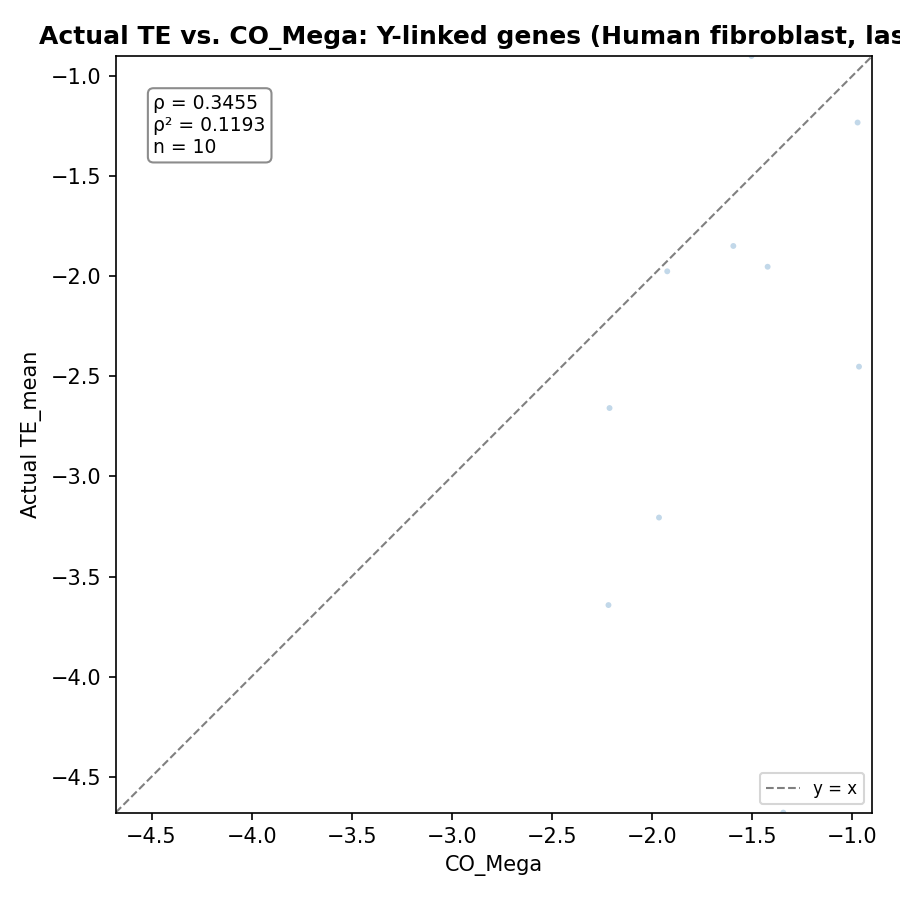 Actual TE vs. CO_Mega: Y-linked genes (Human fibroblast, las
ρ = 0.3455
ρ² = 0.1193
n = 10
Actual TE_mean
−1.0
−1.5
−2.0
−2.5
−3.0
−3.5
−4.0
−4.5
y = x
−4.5 −4.0 −3.5 −3.0 −2.5 −2.0 −1.5 −1.0
CO_Mega